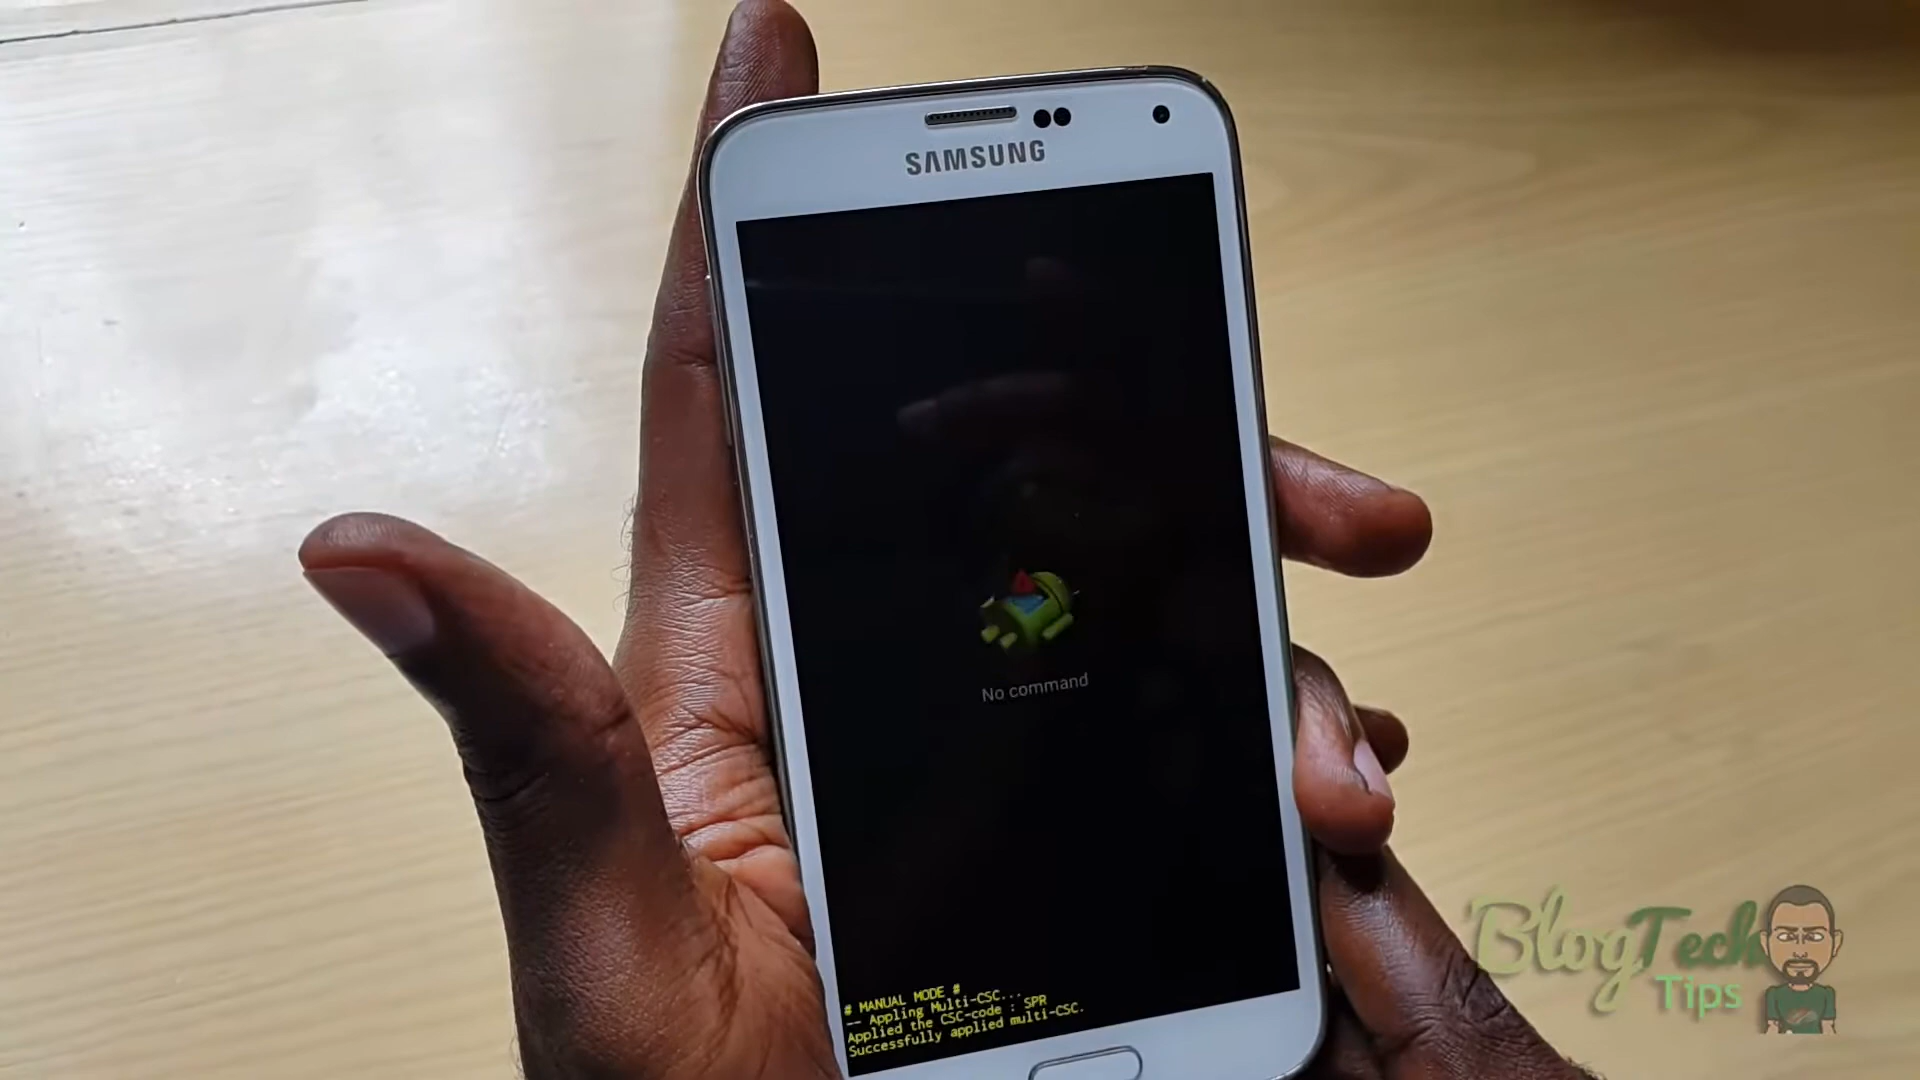 SAMSUNG
No command
# MANUAL MODE #
-- Appling Multi-CSC...
Applied the CSC-code : SPR
Successfully applied multi-CSC.
BlogTech
Tips